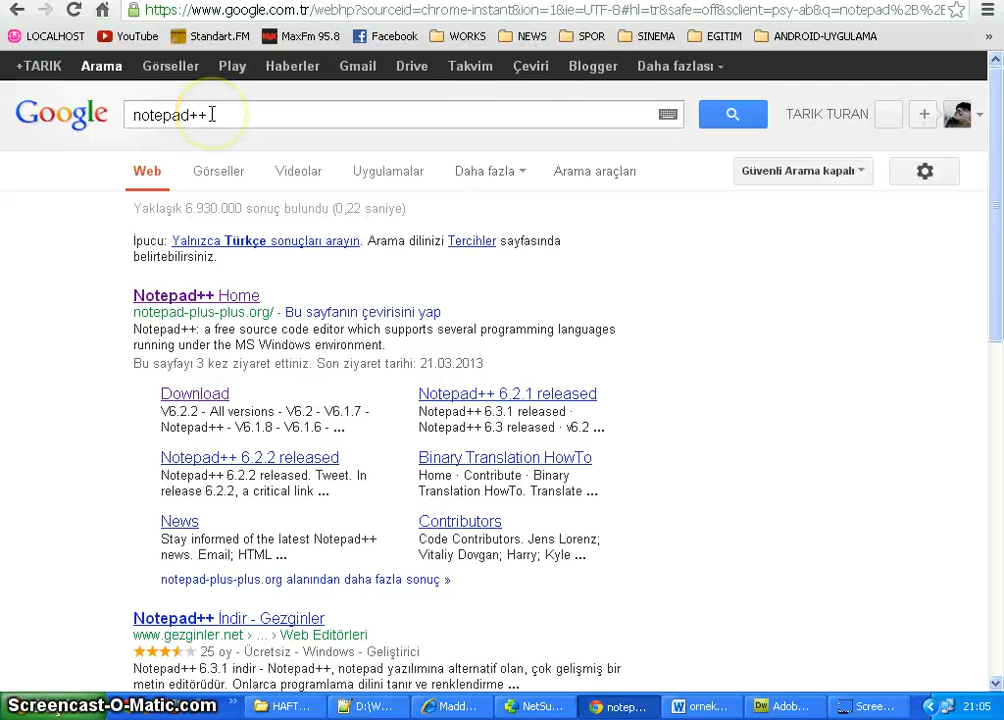 https://www.google.com.tr/webhp?sourceid=chrome-instant&ion=1&ie=UTF-8#hl=tr&safe=off&sclient=psy-ab&q=notepad%2B%2
LOCALHOST YouTube Standart.FM MaxFm 95.8 Facebook WORKS NEWS SPOR SINEMA EGITIM ANDROID-UYGULAMA »
+TARIK Arama Görseller Play Haberler Gmail Drive Takvim Çeviri Blogger Daha fazlası
Google notepad++ TARIK TURAN +
Web Görseller Videolar Uygulamalar Daha fazla Arama araçları Güvenli Arama kapalı
Yaklaşık 6.930.000 sonuç bulundu (0,22 saniye)
İpucu: Yalnızca Türkçe sonuçları arayın. Arama dilinizi Tercihler sayfasında
belirtebilirsiniz.
Notepad++ Home
notepad-plus-plus.org/ - Bu sayfanın çevirisini yap
Notepad++: a free source code editor which supports several programming languages
running under the MS Windows environment.
Bu sayfayı 3 kez ziyaret ettiniz. Son ziyaret tarihi: 21.03.2013
Download Notepad++ 6.2.1 released
V6.2.2 - All versions - V6.2 - V6.1.7 - Notepad++ 6.3.1 released ·
Notepad++ - V6.1.8 - V6.1.6 - ... Notepad++ 6.3 released · v6.2 ...
Notepad++ 6.2.2 released Binary Translation HowTo
Notepad++ 6.2.2 released. Tweet. In Home · Contribute · Binary
release 6.2.2, a critical link ... Translation HowTo. Translate ...
News Contributors
Stay informed of the latest Notepad++ Code Contributors. Jens Lorenz;
news. Email; HTML ... Vitaliy Dovgan; Harry; Kyle ...
notepad-plus-plus.org alanından daha fazla sonuç »
Notepad++ İndir - Gezginler
www.gezginler.net › ... › Web Editörleri
25 oy - Ücretsiz - Windows - Geliştirici
Notepad++ 6.3.1 indir - Notepad++, notepad yazılımına alternatif olan, çok gelişmiş bir
metin editörüdür. Onlarca programlama dilini tanır ve renklendirme ...
Screencast-O-Matic.com » HAFT... D:\W... Madd... NetSu... notep... ornek... Adob... Scree... 21:05